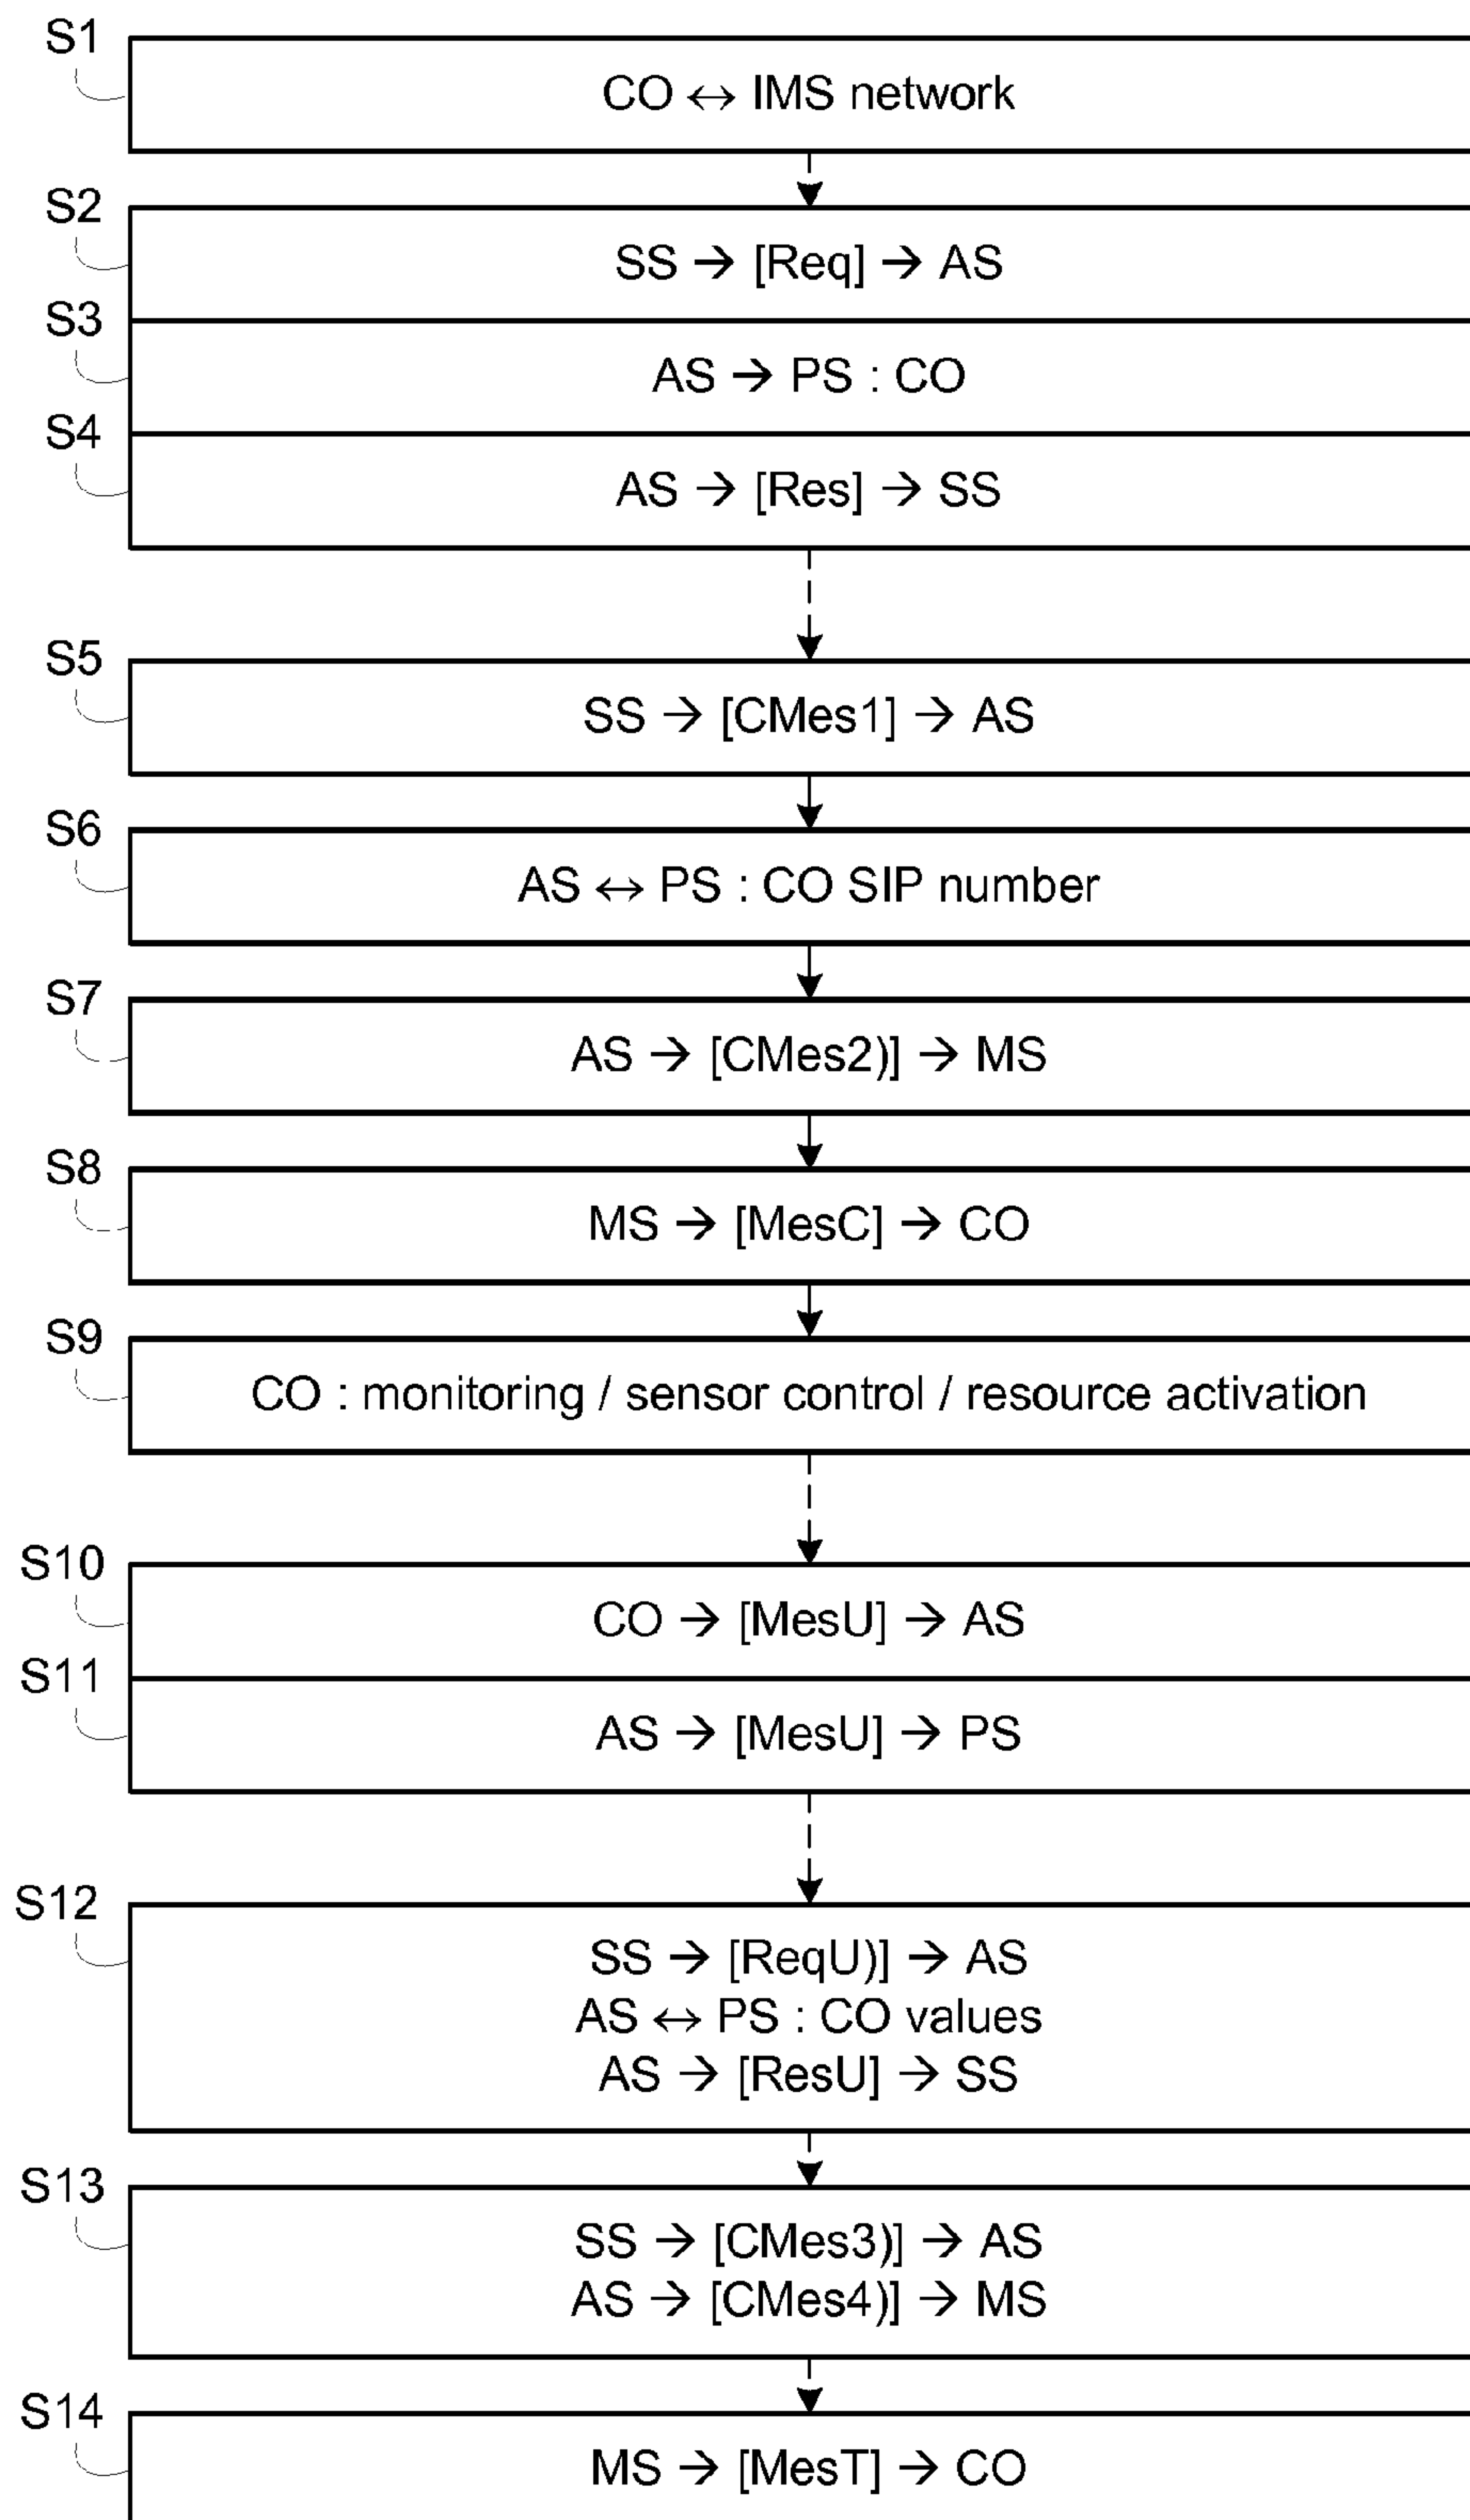 S1
CO ↔ IMS network
S2
SS → [Req] → AS
S3
AS → PS : CO
S4
AS → [Res] → SS
S5
SS → [CMes1] → AS
S6
AS ↔ PS : CO SIP number
S7
AS → [CMes2)] → MS
S8
MS → [MesC] → CO
S9
CO : monitoring / sensor control / resource activation
S10
CO → [MesU] → AS
S11
AS → [MesU] → PS
S12
SS → [ReqU)] → AS
AS ↔ PS : CO values
AS → [ResU] → SS
S13
SS → [CMes3)] → AS
AS → [CMes4)] → MS
S14
MS → [MesT] → CO